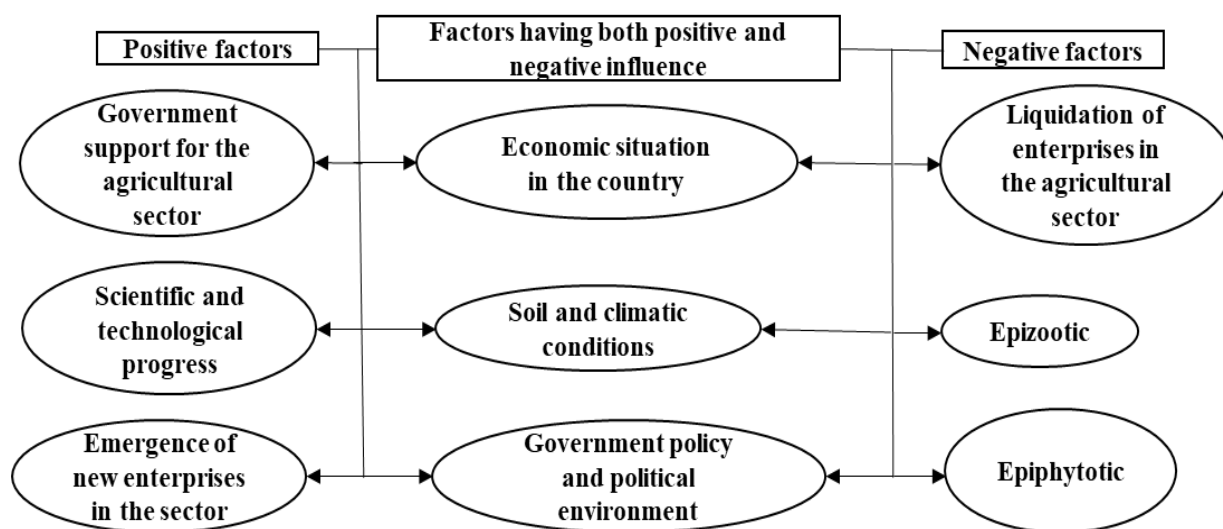 Positive factors
Factors having both positive and
negative influence
Negative factors
Government
support for the
agricultural
sector
Economic situation
in the country
Liquidation of
enterprises in
the agricultural
sector
Scientific and
technological
progress
Soil and climatic
conditions
Epizootic
Emergence of
new enterprises
in the sector
Government policy
and political
environment
Epiphytotic